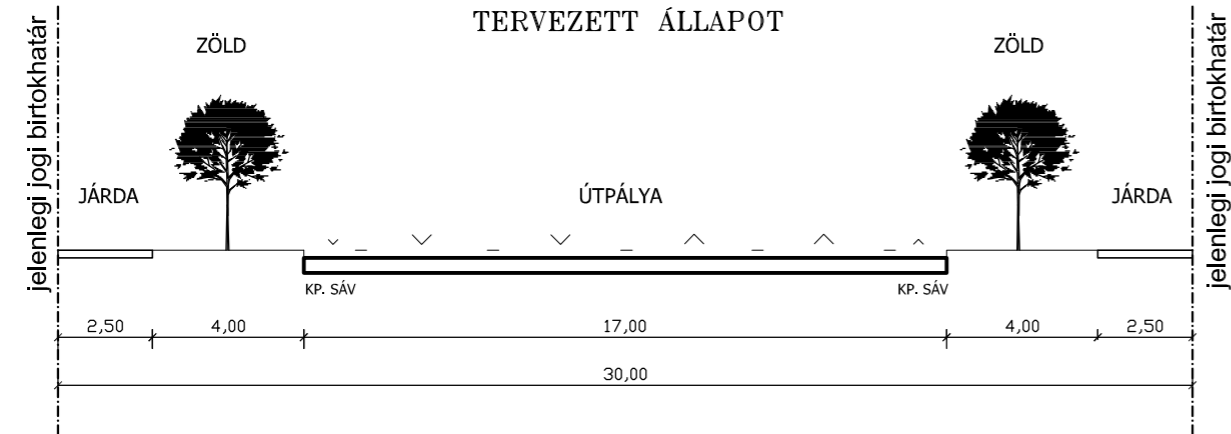 TERVEZETT ÁLLAPOT
jelenlegi jogi birtokhatár
ZÖLD
ZÖLD
jelenlegi jogi birtokhatár
JÁRDA
ÚTPÁLYA
JÁRDA
KP. SÁV
KP. SÁV
2,50
4,00
17,00
4,00
2,50
30,00